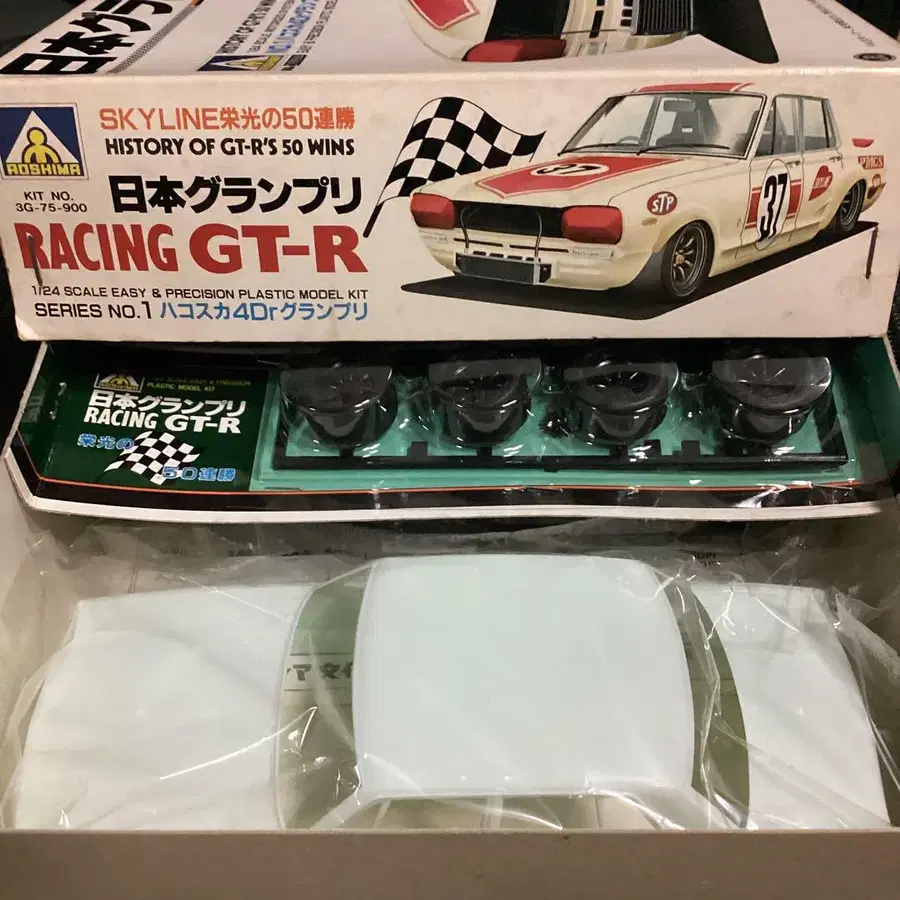 日本グラ
AOSHIMA
KIT NO.
3G-75-900
SKYLINE栄光の50連勝
HISTORY OF GT-R'S 50 WINS
日本グランプリ
RACING GT-R
1/24 SCALE EASY & PRECISION PLASTIC MODEL KIT
SERIES NO.1 ハコスカ4Drグランプリ
37
STP
37
PLASTIC MODEL KIT
日本グランプリ
RACING GT-R
栄光の
50連勝